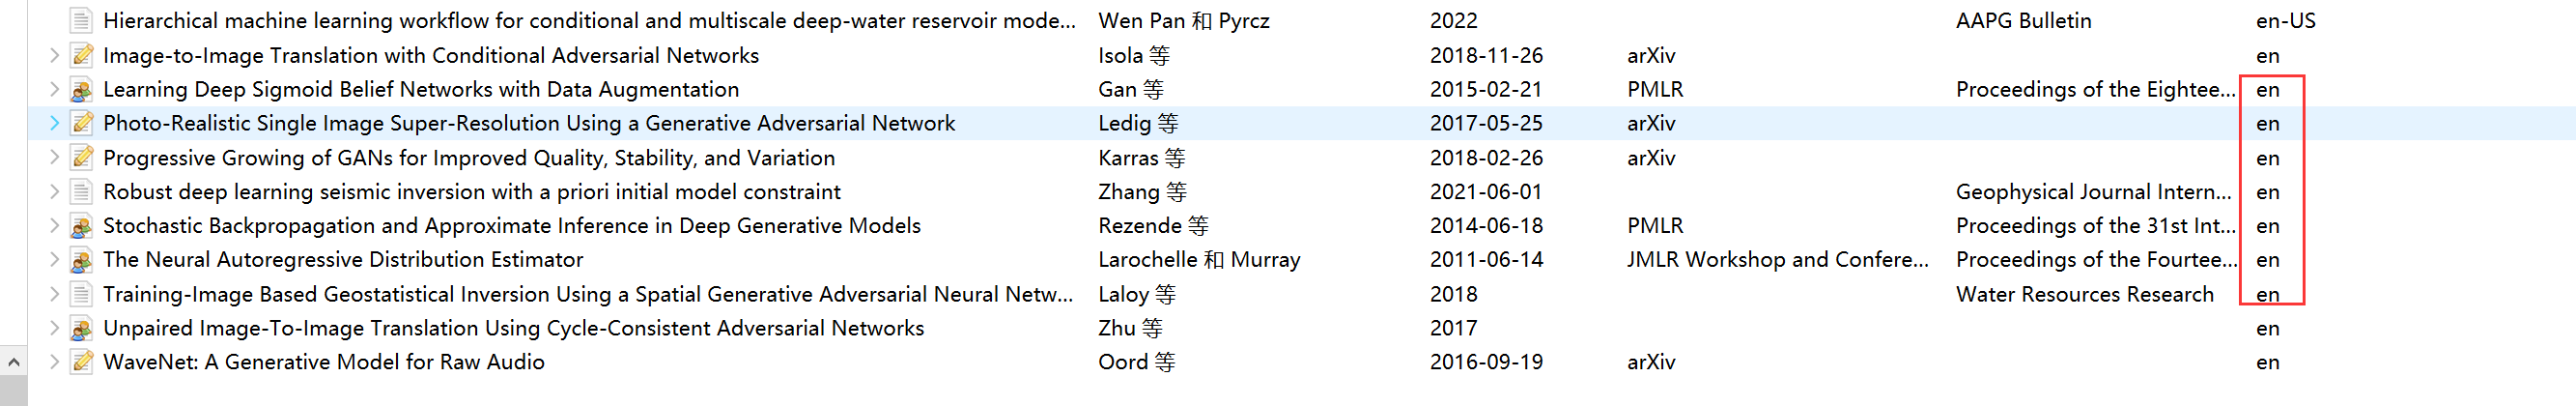 Hierarchical machine learning workflow for conditional and multiscale deep-water reservoir mode... Wen Pan 和 Pyrcz 2022 AAPG Bulletin en-US
Image-to-Image Translation with Conditional Adversarial Networks Isola 等 2018-11-26 arXiv en
Learning Deep Sigmoid Belief Networks with Data Augmentation Gan 等 2015-02-21 PMLR Proceedings of the Eightee... en
Photo-Realistic Single Image Super-Resolution Using a Generative Adversarial Network Ledig 等 2017-05-25 arXiv en
Progressive Growing of GANs for Improved Quality, Stability, and Variation Karras 等 2018-02-26 arXiv en
Robust deep learning seismic inversion with a priori initial model constraint Zhang 等 2021-06-01 Geophysical Journal Intern... en
Stochastic Backpropagation and Approximate Inference in Deep Generative Models Rezende 等 2014-06-18 PMLR Proceedings of the 31st Int... en
The Neural Autoregressive Distribution Estimator Larochelle 和 Murray 2011-06-14 JMLR Workshop and Confere... Proceedings of the Fourtee... en
Training-Image Based Geostatistical Inversion Using a Spatial Generative Adversarial Neural Netw... Laloy 等 2018 Water Resources Research en
Unpaired Image-To-Image Translation Using Cycle-Consistent Adversarial Networks Zhu 等 2017 en
WaveNet: A Generative Model for Raw Audio Oord 等 2016-09-19 arXiv en